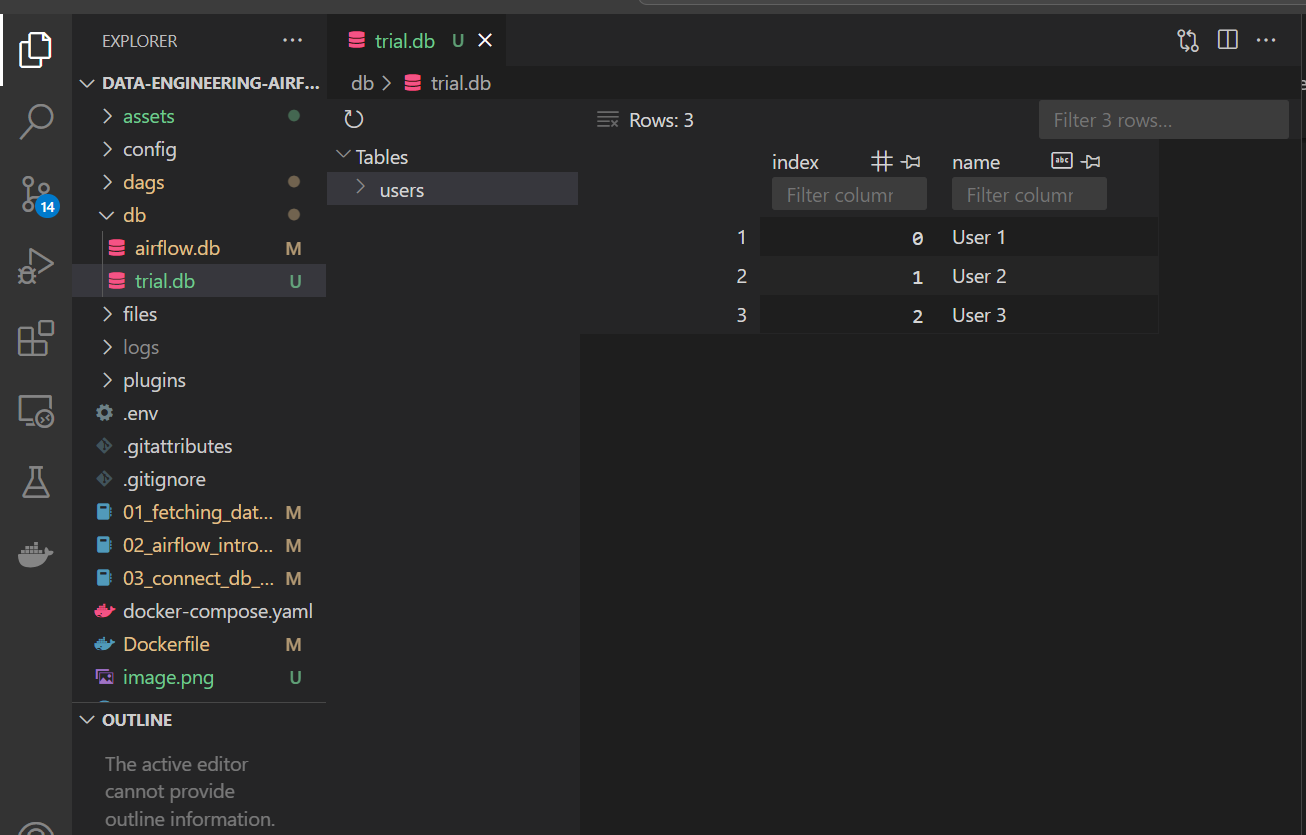 EXPLORER
DATA-ENGINEERING-AIRF...
assets
config
dags
14
db
airflow.db M
trial.db U
files
logs
plugins
.env
.gitattributes
.gitignore
01_fetching_dat... M
02_airflow_intro... M
03_connect_db_... M
docker-compose.yaml
Dockerfile M
image.png U
OUTLINE
The active editor
cannot provide
outline information.
trial.db U
db > trial.db
Tables
users
Rows: 3
Filter 3 rows...
index name
abc
Filter columr Filter columr
1 0 User 1
2 1 User 2
3 2 User 3